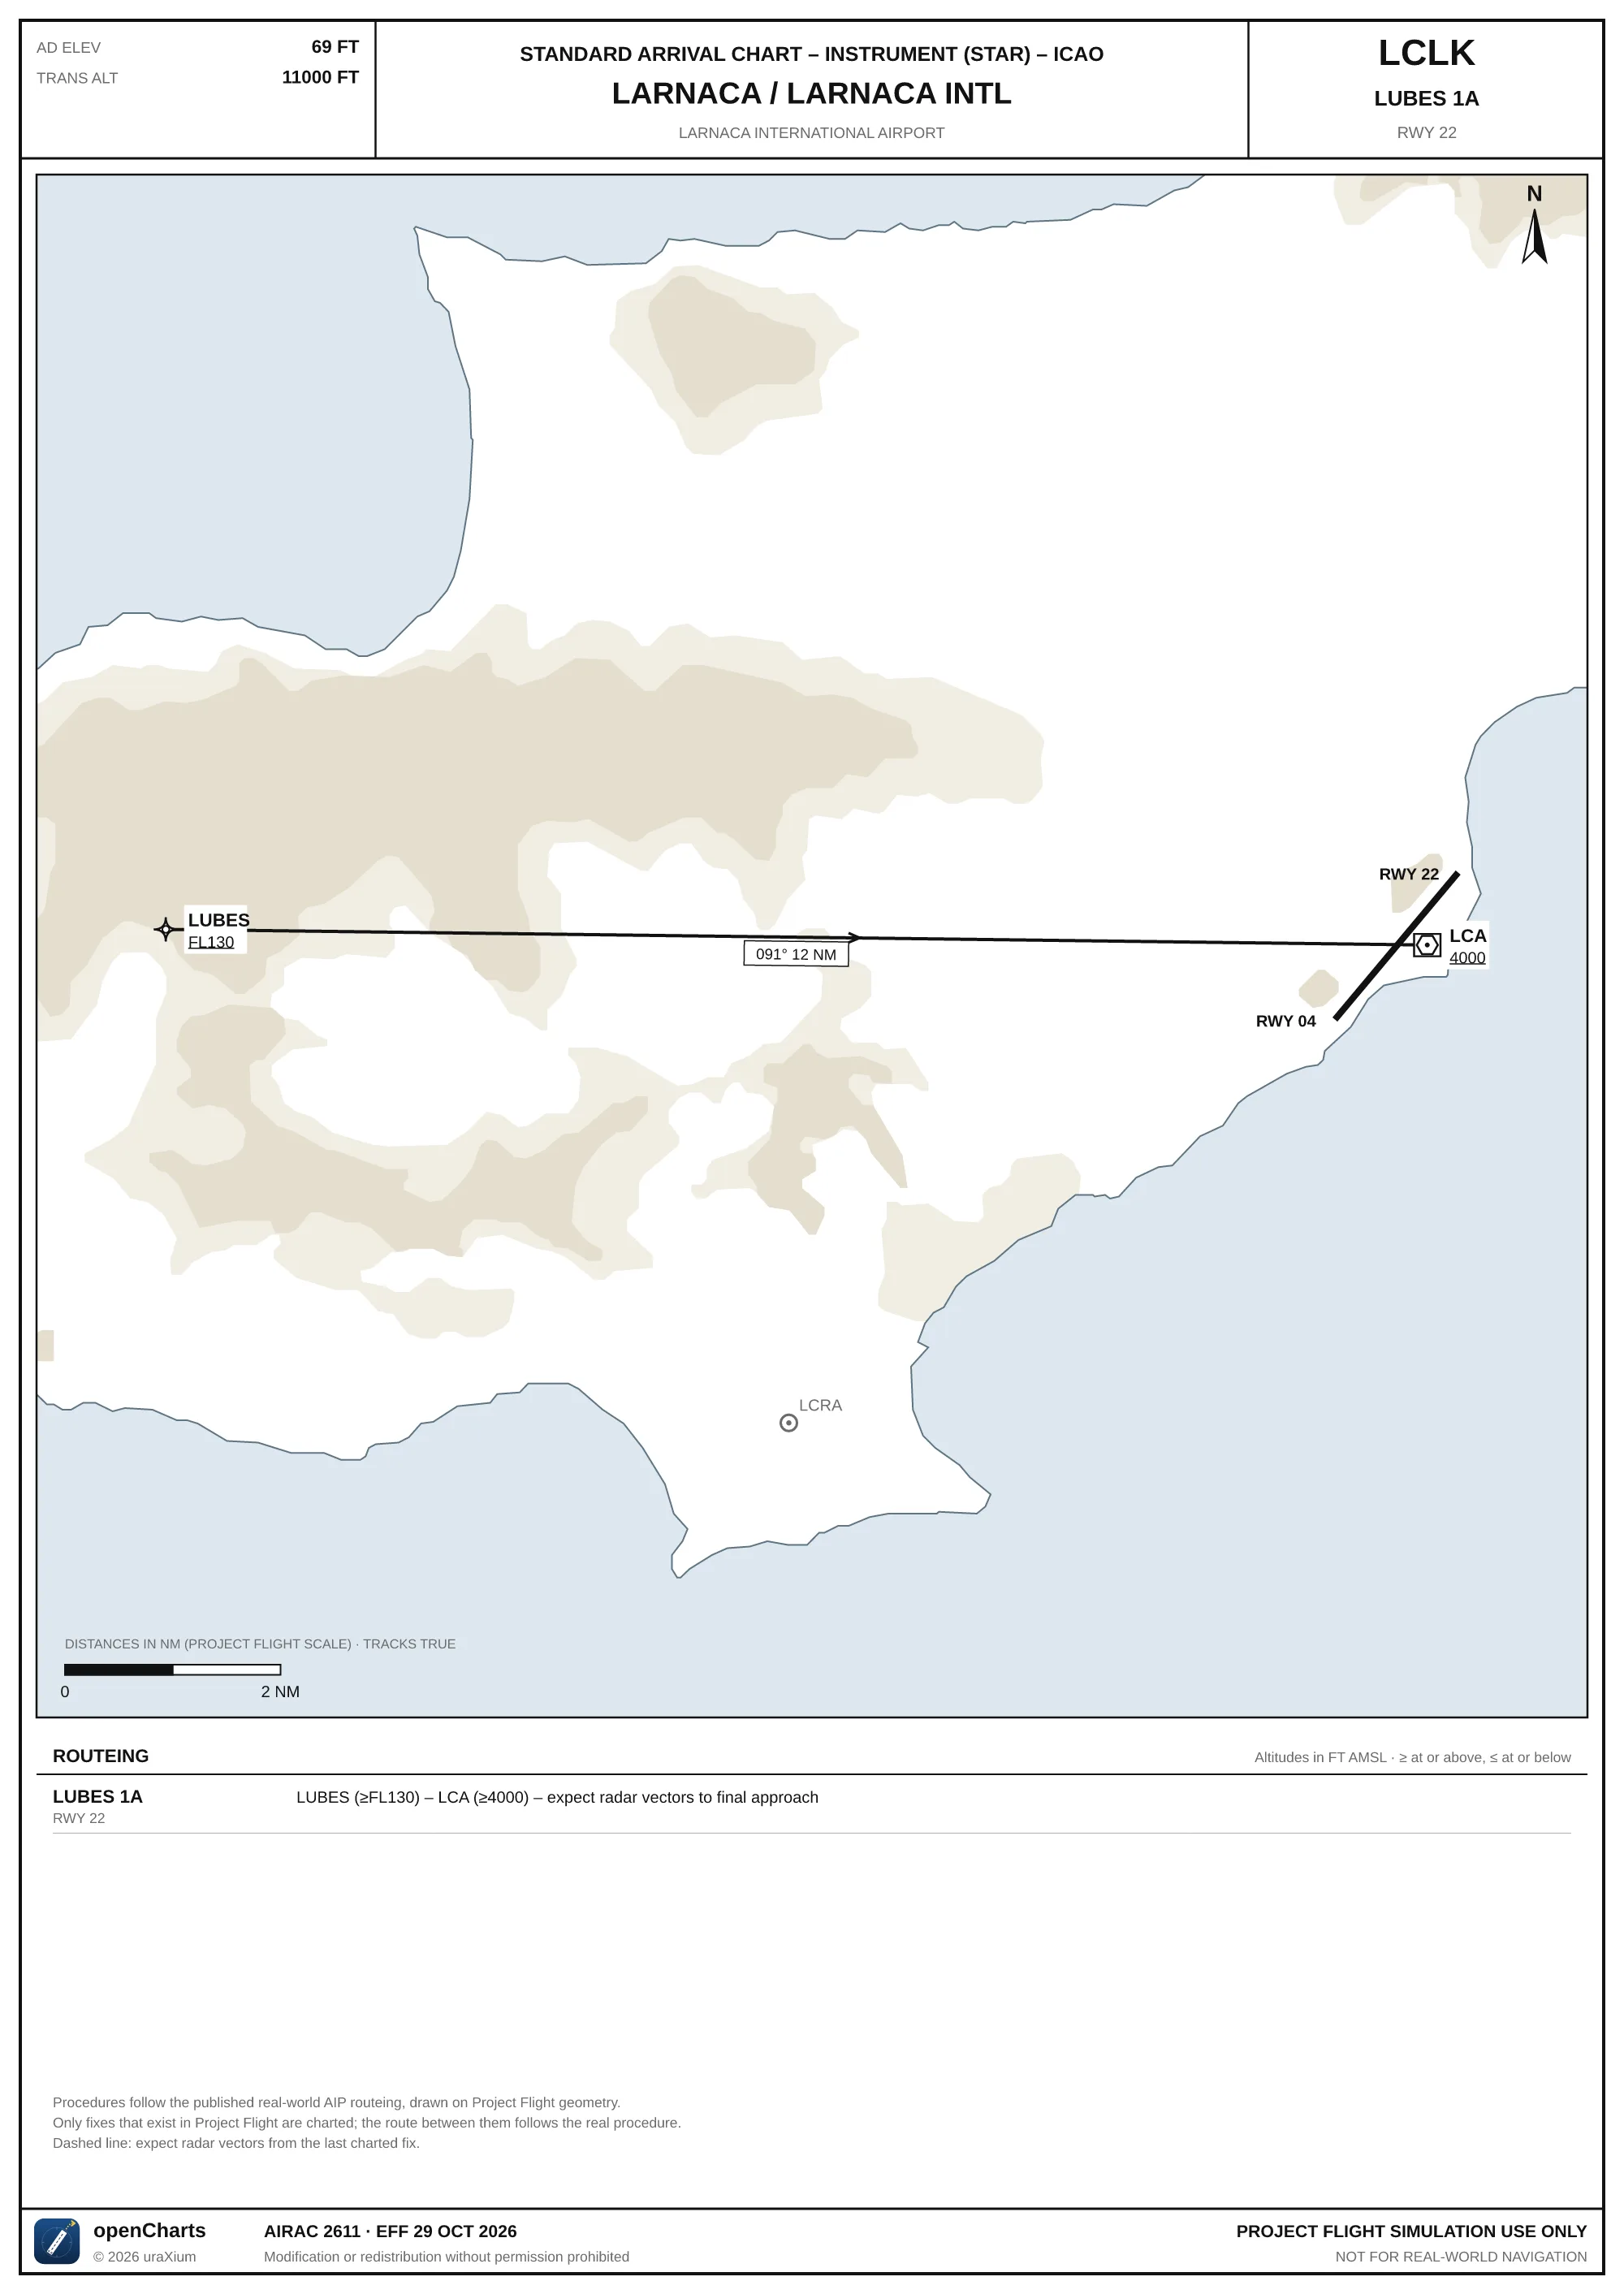 AD ELEV 69 FT
TRANS ALT 11000 FT
STANDARD ARRIVAL CHART – INSTRUMENT (STAR) – ICAO
LARNACA / LARNACA INTL
LARNACA INTERNATIONAL AIRPORT
LCLK
LUBES 1A
RWY 22
N
RWY 22
LUBES
FL130
091° 12 NM
LCA
4000
RWY 04
LCRA
DISTANCES IN NM (PROJECT FLIGHT SCALE) · TRACKS TRUE
0 2 NM
ROUTEING Altitudes in FT AMSL · ≥ at or above, ≤ at or below
LUBES 1A LUBES (≥FL130) – LCA (≥4000) – expect radar vectors to final approach
RWY 22
Procedures follow the published real-world AIP routeing, drawn on Project Flight geometry.
Only fixes that exist in Project Flight are charted; the route between them follows the real procedure.
Dashed line: expect radar vectors from the last charted fix.
openCharts AIRAC 2611 · EFF 29 OCT 2026 PROJECT FLIGHT SIMULATION USE ONLY
© 2026 uraXium Modification or redistribution without permission prohibited NOT FOR REAL-WORLD NAVIGATION